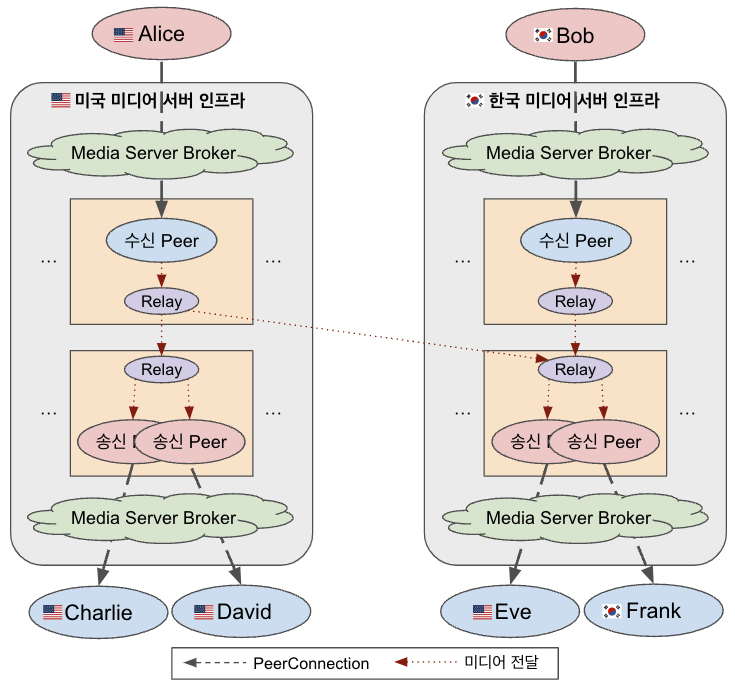 Alice
Bob
미국 미디어 서버 인프라
한국 미디어 서버 인프라
Media Server Broker
Media Server Broker
수신 Peer
수신 Peer
...
...
...
...
Relay
Relay
Relay
Relay
...
...
...
...
송신
송신 Peer
송신
송신 Peer
Media Server Broker
Media Server Broker
Charlie
David
Eve
Frank
PeerConnection
미디어 전달